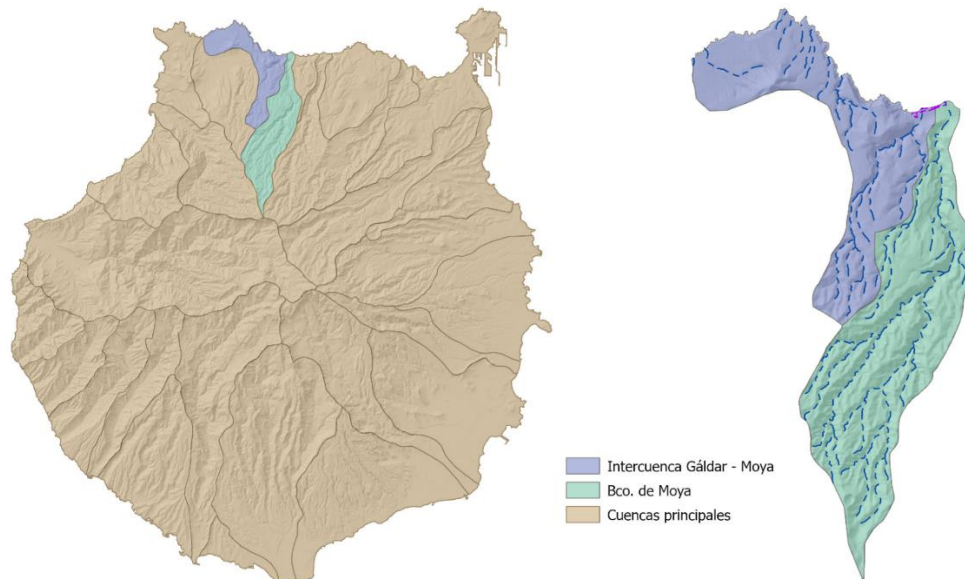 Intercuenca Gáldar - Moya
Bco. de Moya
Cuencas principales